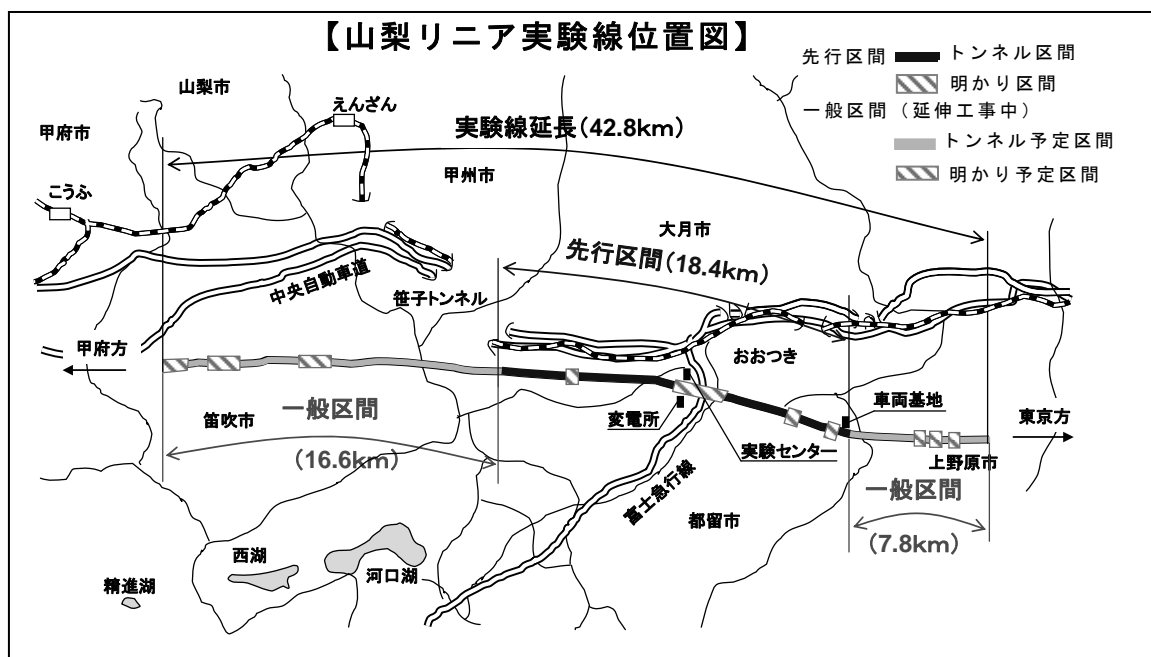 【山梨リニア実験線位置図】
先行区間
トンネル区間
明かり区間
一般区間（延伸工事中）
トンネル予定区間
明かり予定区間
山梨市
甲府市
えんざん
実験線延長(42.8km)
甲州市
こうふ
大月市
先行区間(18.4km)
中央自動車道
笹子トンネル
甲府方
おおつき
車両基地
笛吹市
一般区間
変電所
東京方
実験センター
上野原市
(16.6km)
一般区間
富士急行線
都留市
(7.8km)
西湖
河口湖
精進湖